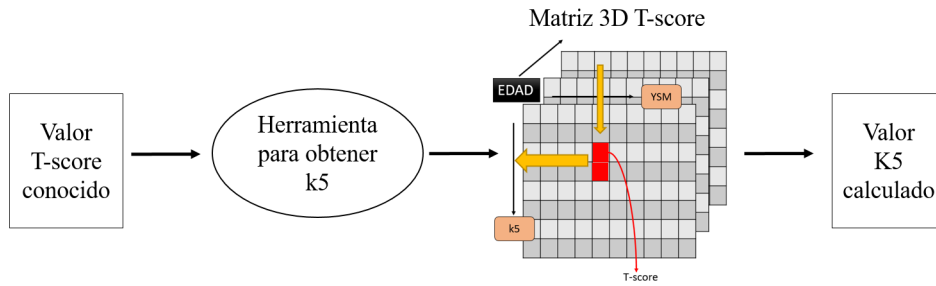 Matriz 3D T-score
Valor
T-score
conocido
Herramienta
para obtener
k5
EDAD
YSM
k5
T-score
Valor
K5
calculado